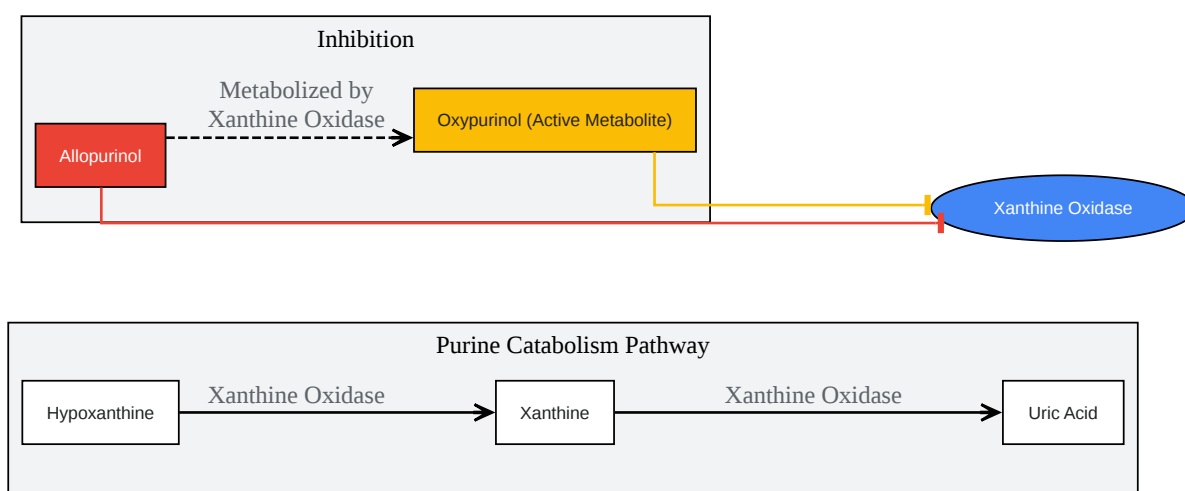 Inhibition
Metabolized by
Xanthine Oxidase
Oxypurinol (Active Metabolite)
Allopurinol
Xanthine Oxidase
Purine Catabolism Pathway
Hypoxanthine
Xanthine Oxidase
Xanthine
Xanthine Oxidase
Uric Acid